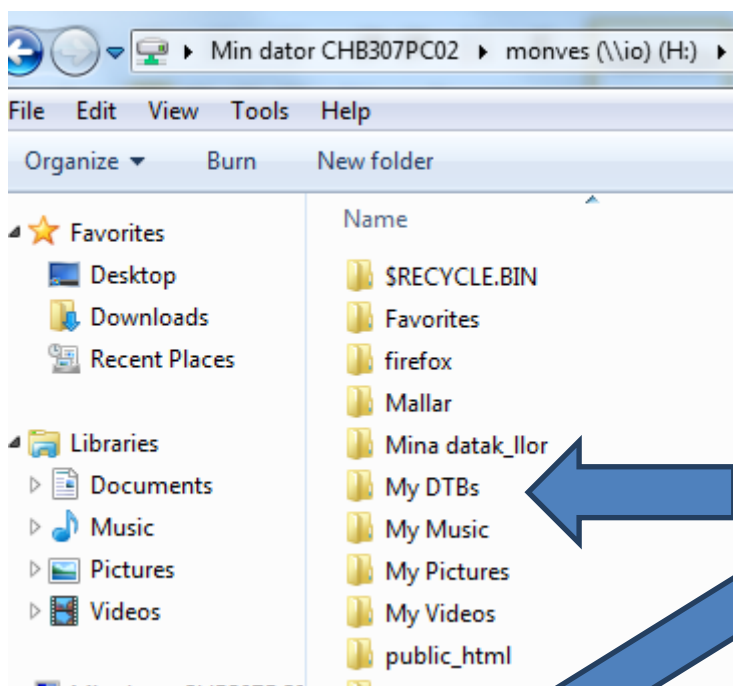 Min dator CHB307PC02 ▸ monves (\\io) (H:) ▸
File Edit View Tools Help
Organize Burn New folder
Favorites
Desktop
Downloads
Recent Places
Libraries
Documents
Music
Pictures
Videos
Name
$RECYCLE.BIN
Favorites
firefox
Mallar
Mina datak_llor
My DTBs
My Music
My Pictures
My Videos
public_html